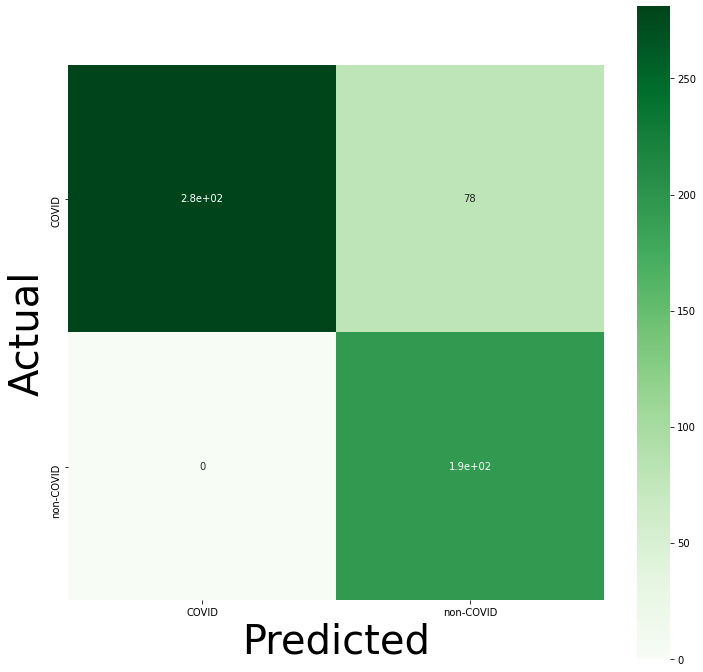 COVID
non-COVID
Actual
2.8e+02
78
0
1.9e+02
COVID
non-COVID
Predicted
250
200
150
100
50
0